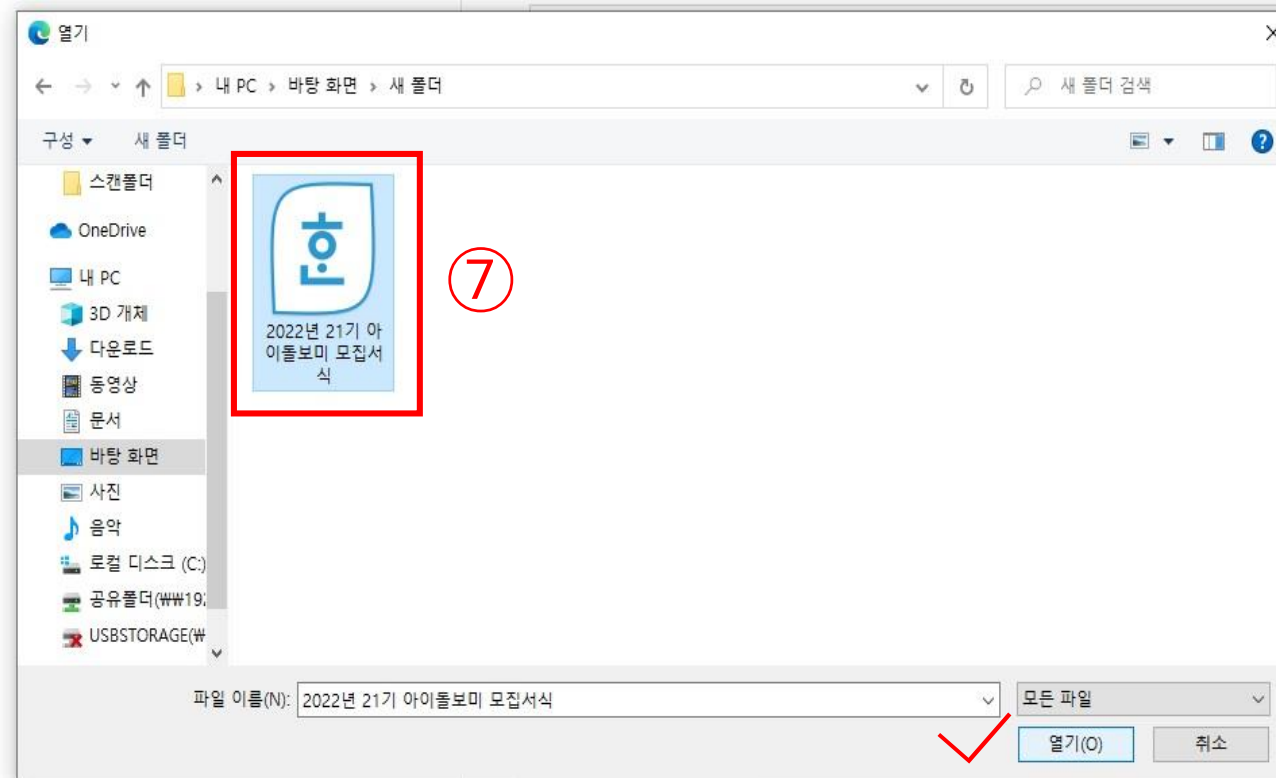 열기
내 PC > 바탕 화면 > 새 폴더
새 폴더 검색
구성
새 폴더
스캔폴더
OneDrive
내 PC
3D 개체
다운로드
동영상
문서
바탕 화면
사진
음악
로컬 디스크 (C:)
공유폴더(₩₩192
USBSTORAGE(₩
한
2022년 21기 아
이돌보미 모집서
식
⑦
파일 이름(N):
2022년 21기 아이돌보미 모집서식
모든 파일
열기(O)
취소